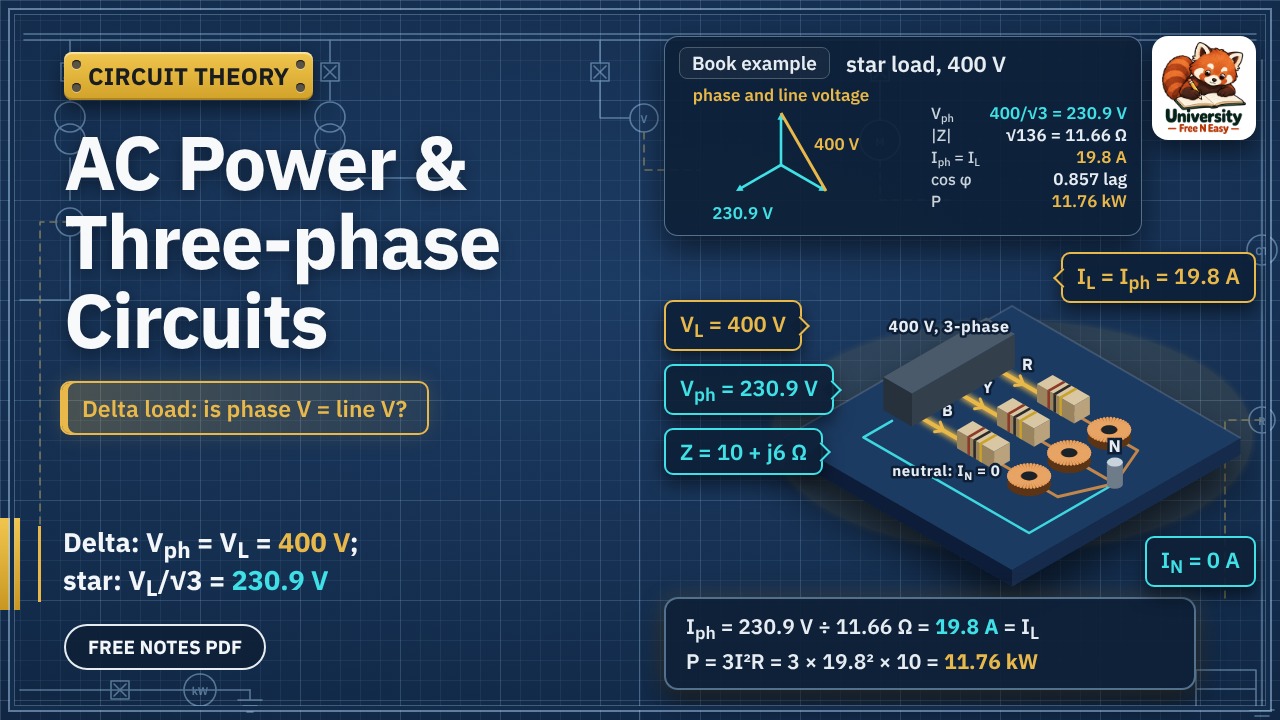 CIRCUIT THEORY
AC Power &
Three-phase
Circuits
Delta load: is phase V = line V?
Delta: Vph = VL = 400 V;
star: VL/√3 = 230.9 V
FREE NOTES PDF
kW
V
Book example star load, 400 V
phase and line voltage
400 V
230.9 V
Vph 400/√3 = 230.9 V
|Z| √136 = 11.66 Ω
Iph = IL 19.8 A
cos φ 0.857 lag
P 11.76 kW
University
Free N Easy
IL = Iph = 19.8 A
VL = 400 V
Vph = 230.9 V
Z = 10 + j6 Ω
400 V, 3-phase
R
Y
B
N
neutral: IN = 0
IN = 0 A
Iph = 230.9 V ÷ 11.66 Ω = 19.8 A = IL
P = 3I²R = 3 × 19.8² × 10 = 11.76 kW